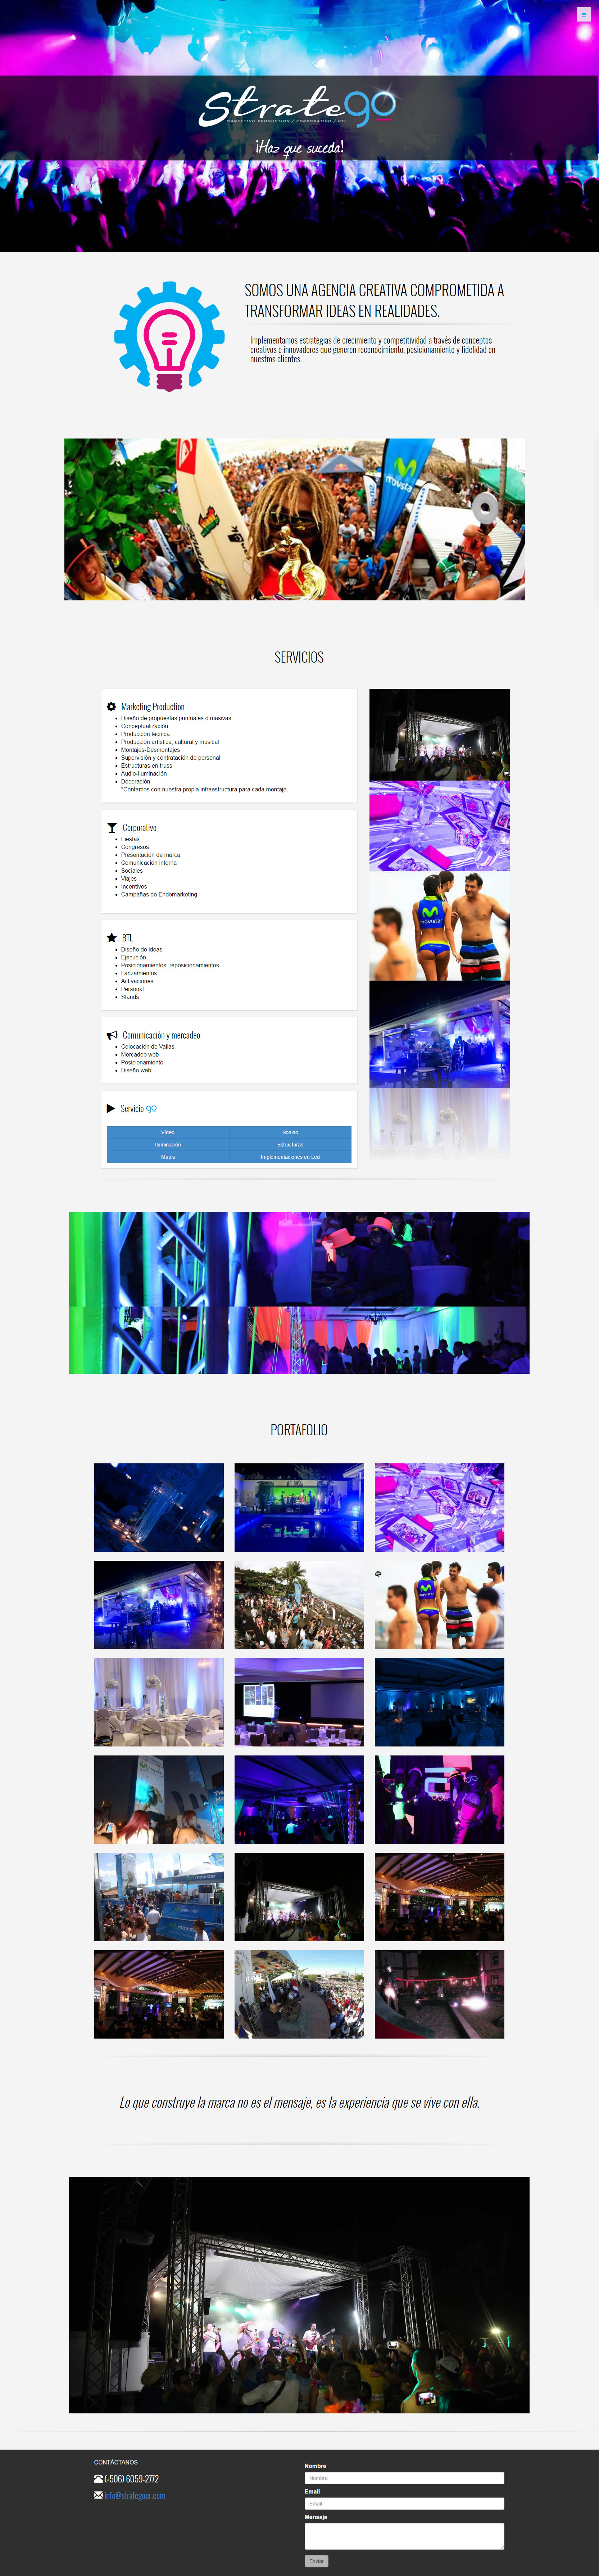 Stratego
MARKETING PRODUCTION / CORPORATIVO / BTL
¡Haz que suceda!
SOMOS UNA AGENCIA CREATIVA COMPROMETIDA A
TRANSFORMAR IDEAS EN REALIDADES.
Implementamos estrategias de crecimiento y competitividad a través de conceptos
creativos e innovadores que generen reconocimiento, posicionamiento y fidelidad en
nuestros clientes.
movistar
SERVICIOS
Marketing Production
Diseño de propuestas puntuales o masivas
Conceptualización
Producción técnica
Producción artística, cultural y musical
Montajes-Desmontajes
Supervisión y contratación de personal
Estructuras en truss
Audio-Iluminación
Decoración
*Contamos con nuestra propia infraestructura para cada montaje.
Corporativo
Fiestas
Congresos
Presentación de marca
Comunicación interna
Sociales
Viajes
Incentivos
Campañas de Endomarketing
movistar
BTL
Diseño de ideas
Ejecución
Posicionamientos, reposicionamientos
Lanzamientos
Activaciones
Personal
Stands
Comunicación y mercadeo
Colocación de Vallas
Mercadeo web
Posicionamiento
Diseño web
Servicio go
Video Sonido
Iluminación Estructuras
Mupis Implementaciones en Led
PORTAFOLIO
Lo que construye la marca no es el mensaje, es la experiencia que se vive con ella.
CONTÁCTANOS
(+506) 6059-2772
info@strategocr.com
Nombre
Nombre
Email
Email
Mensaje
Enviar